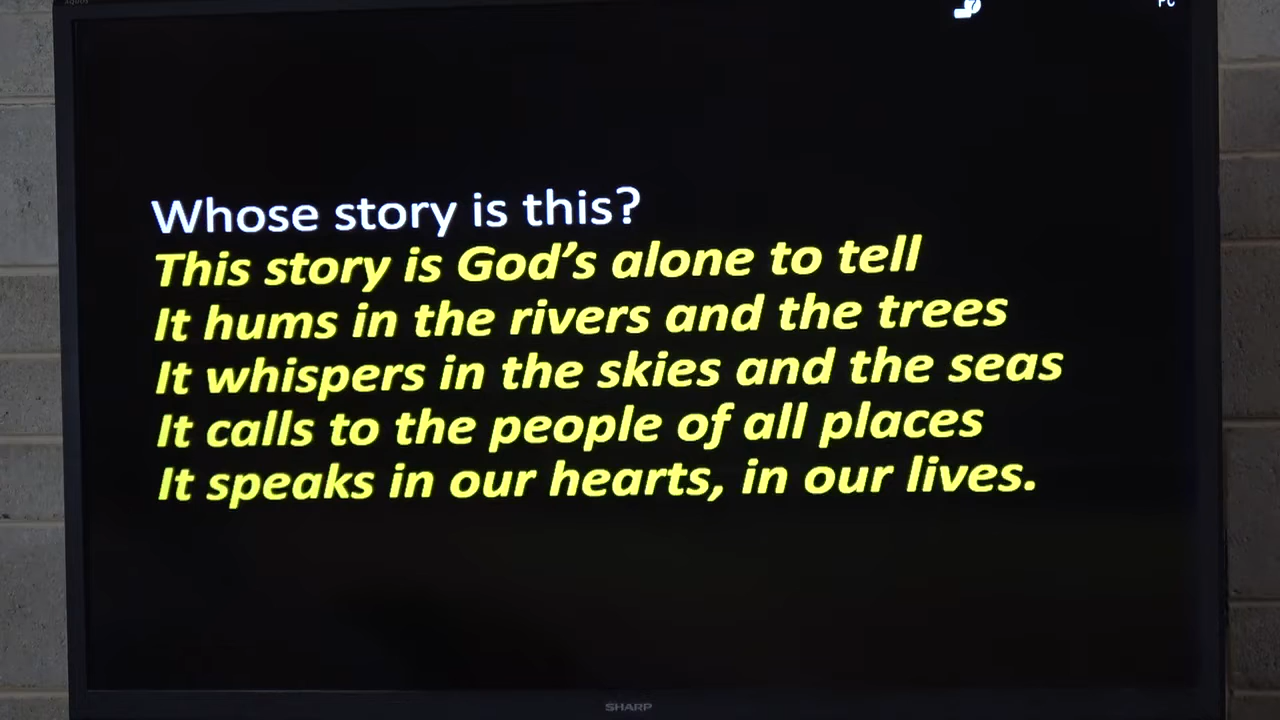 AQUOS
PC
Whose story is this?
This story is God's alone to tell
It hums in the rivers and the trees
It whispers in the skies and the seas
It calls to the people of all places
It speaks in our hearts, in our lives.
SHARP